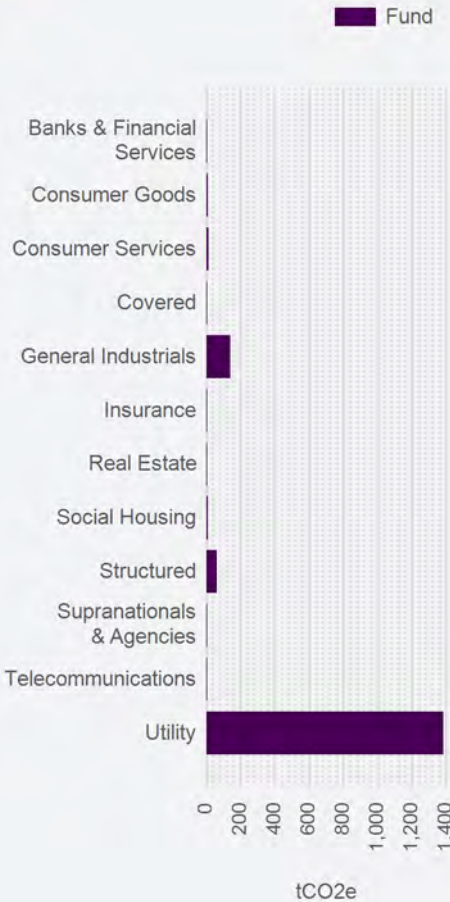 Fund
Banks & Financial
Services
Consumer Goods
Consumer Services
Covered
General Industrials
Insurance
Real Estate
Social Housing
Structured
Supranationals
& Agencies
Telecommunications
Utility
0
200
400
600
800
1,000
1,200
1,400
tCO2e